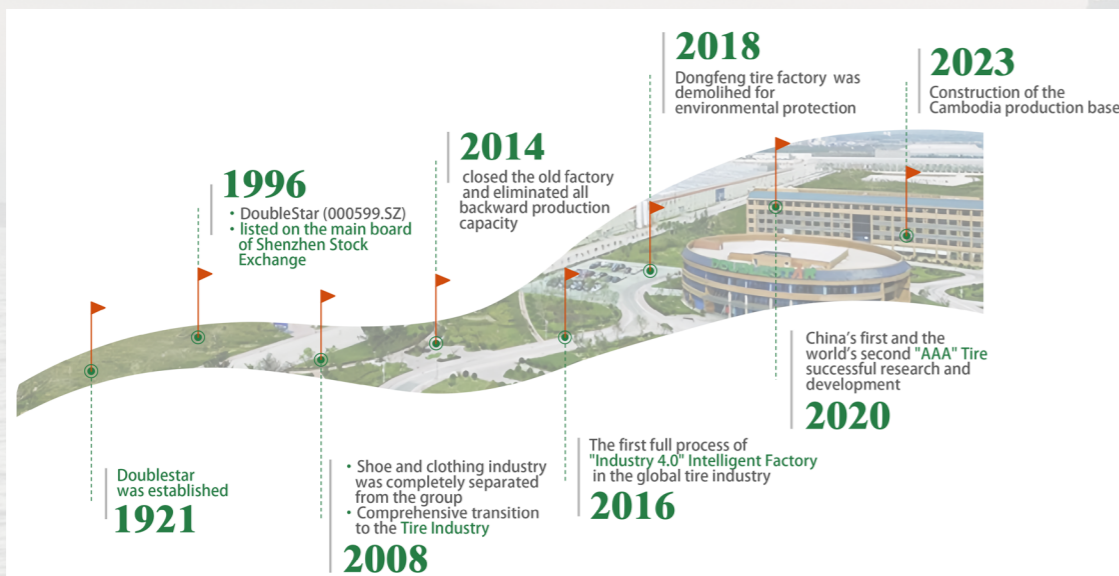 Doublestar
was established
1921
1996
• DoubleStar (000599.SZ)
• listed on the main board
of Shenzhen Stock
Exchange
• Shoe and clothing industry
was completely separated
from the group
• Comprehensive transition
to the Tire Industry
2008
2014
closed the old factory
and eliminated all
backward production
capacity
The first full process of
"Industry 4.0" Intelligent Factory
in the global tire industry
2016
2018
Dongfeng tire factory was
demolihed for
environmental protection
China's first and the
world's second "AAA" Tire
successful research and
development
2020
2023
Construction of the
Cambodia production base